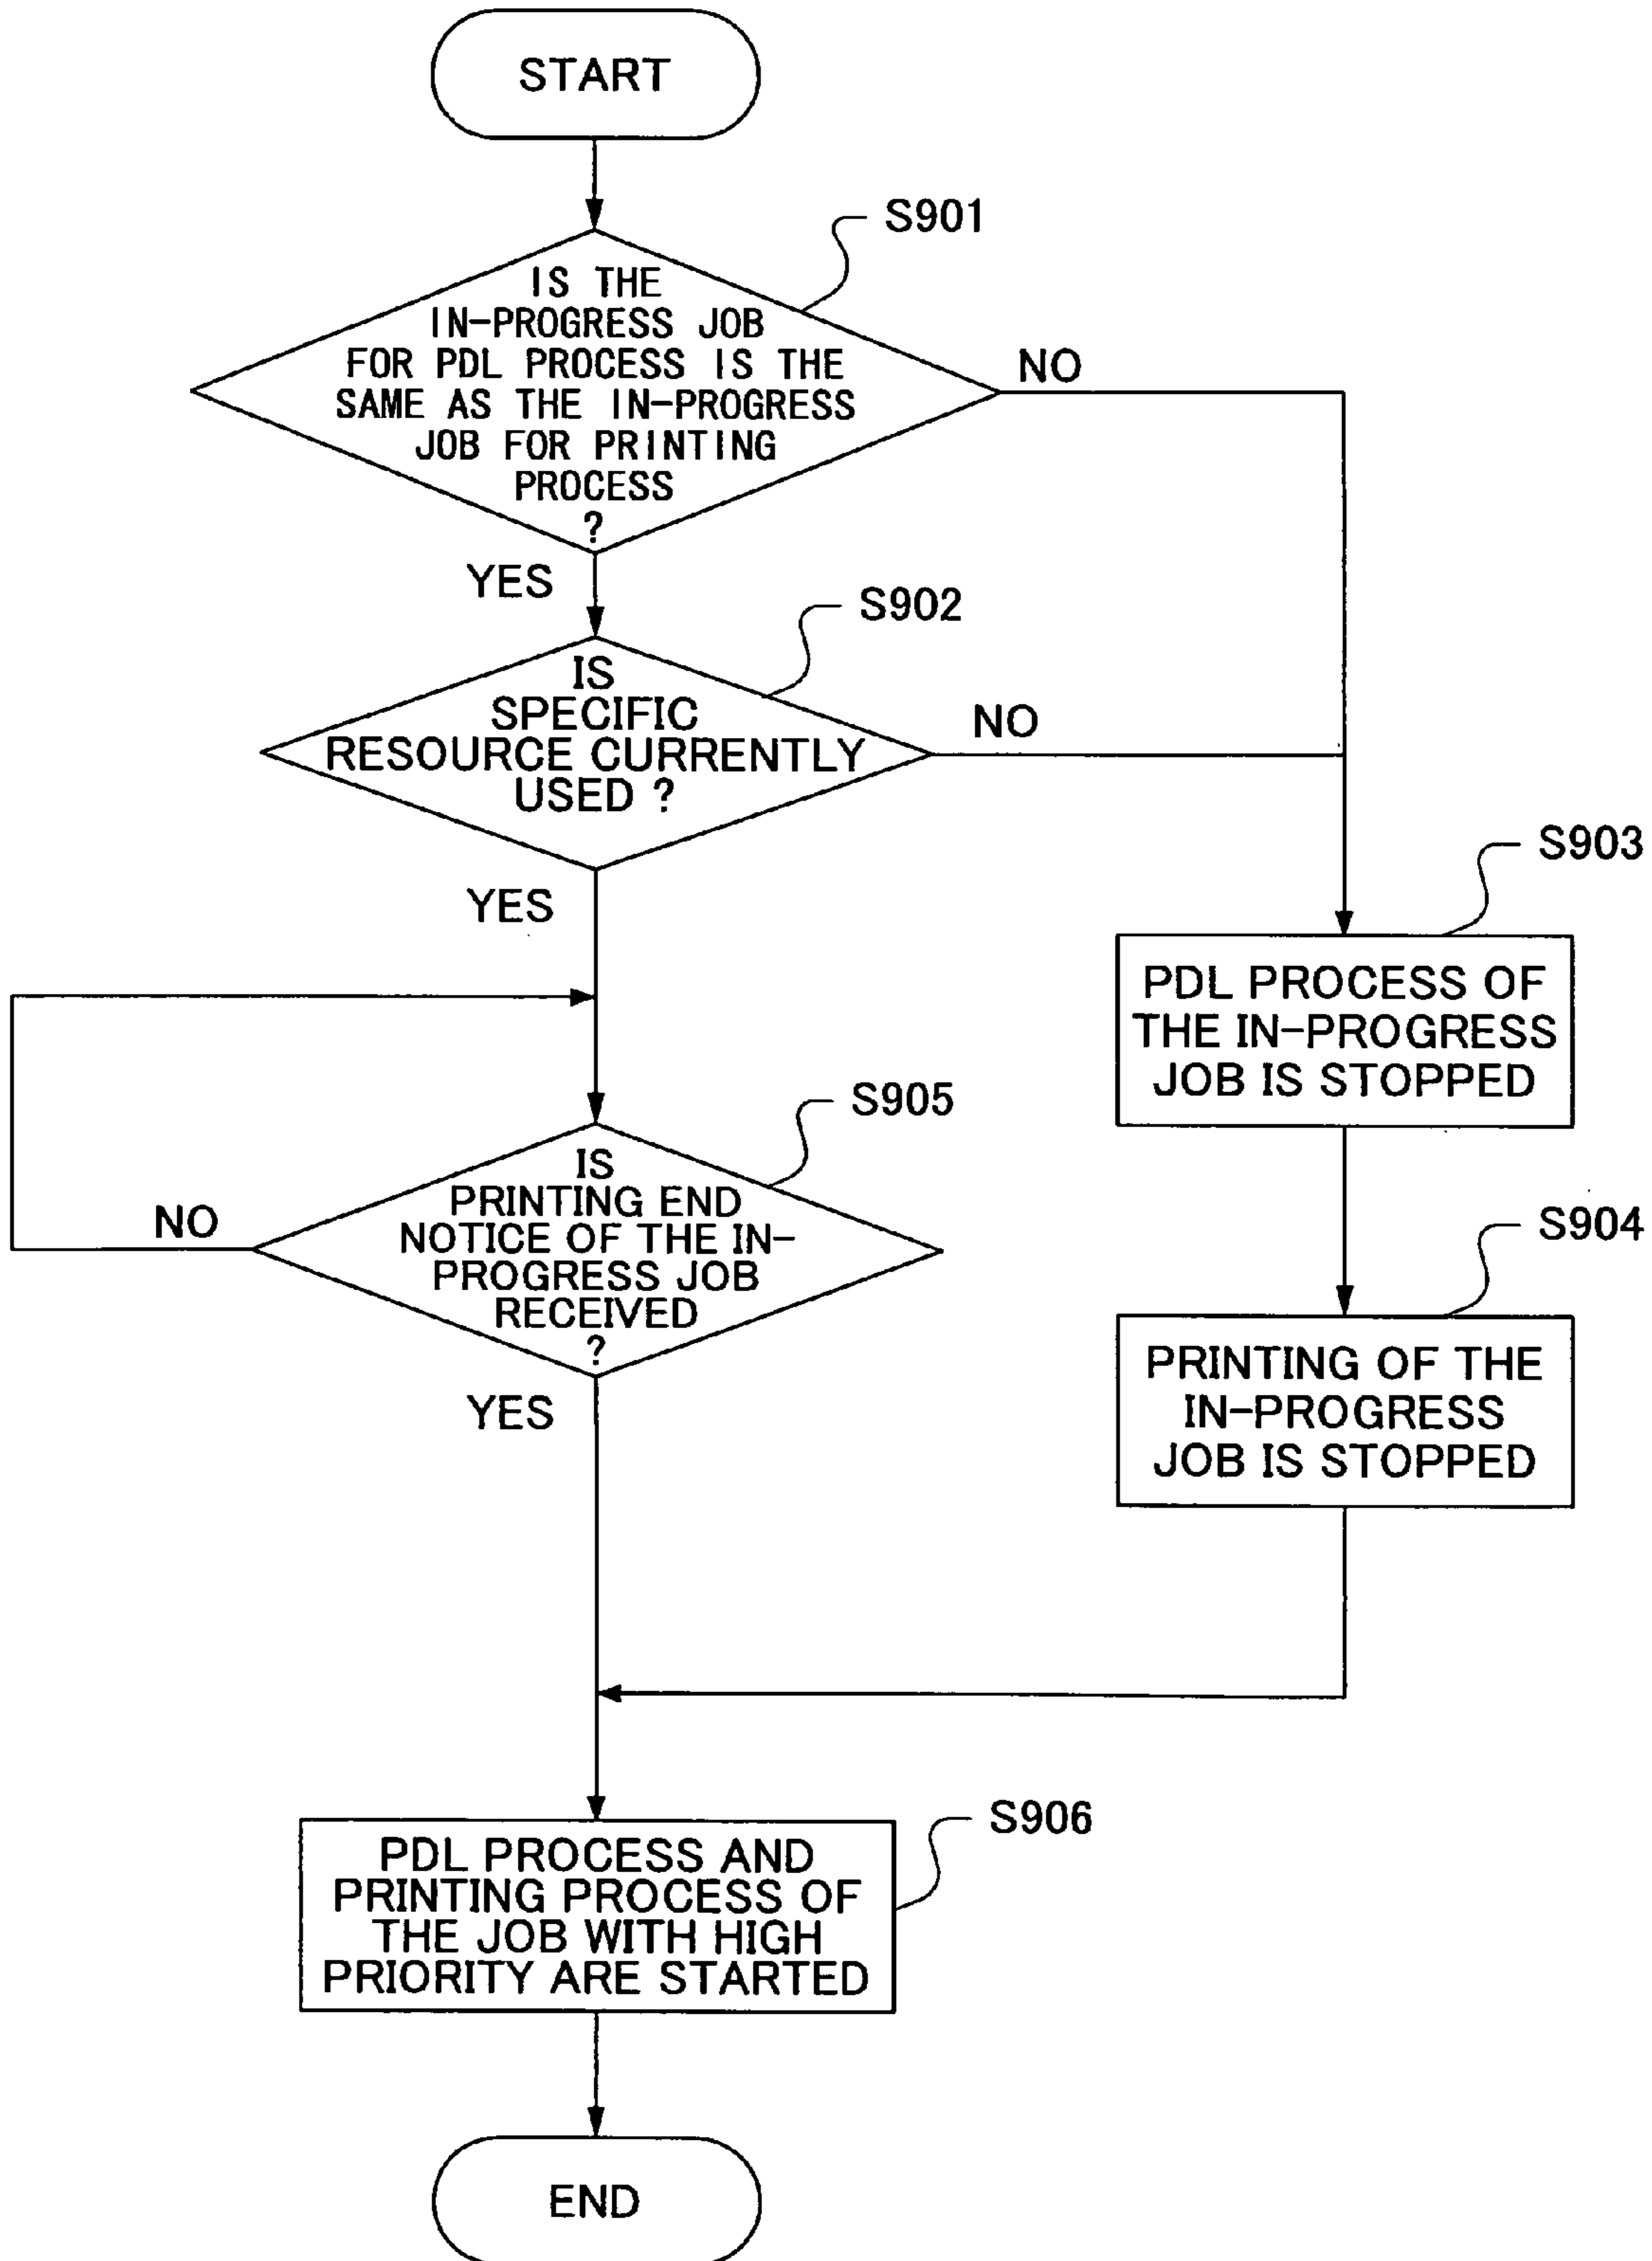 START
S901
IS THE
IN-PROGRESS JOB
FOR PDL PROCESS IS THE
SAME AS THE IN-PROGRESS
JOB FOR PRINTING
PROCESS
?
NO
YES
S902
IS
SPECIFIC
RESOURCE CURRENTLY
USED ?
NO
YES
S903
PDL PROCESS OF
THE IN-PROGRESS
JOB IS STOPPED
S905
IS
PRINTING END
NOTICE OF THE IN-
PROGRESS JOB
RECEIVED
?
NO
YES
S904
PRINTING OF THE
IN-PROGRESS
JOB IS STOPPED
S906
PDL PROCESS AND
PRINTING PROCESS OF
THE JOB WITH HIGH
PRIORITY ARE STARTED
END